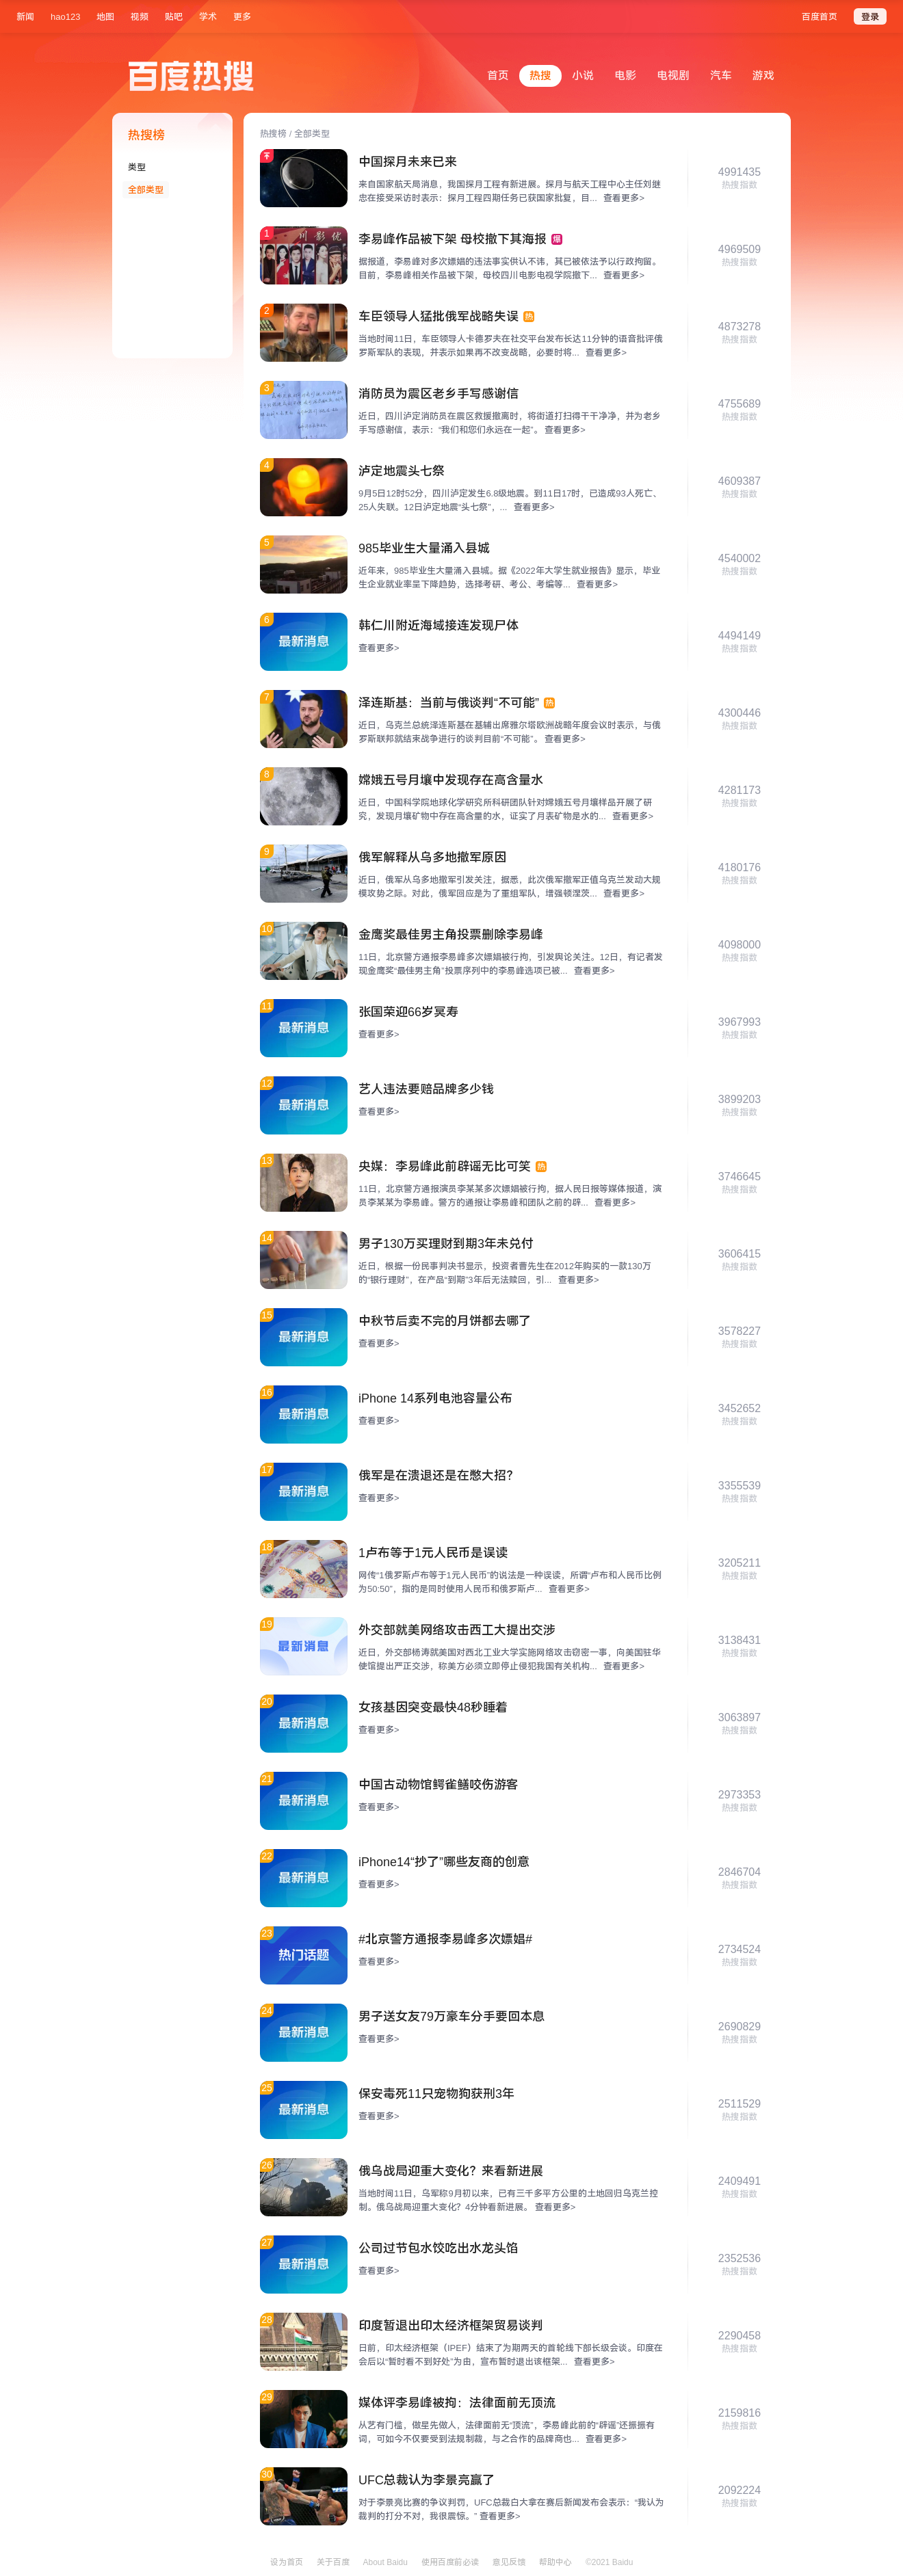 新闻 hao123 地图 视频 贴吧 学术 更多 百度首页 登录
百度热搜
首页 热搜 小说 电影 电视剧 汽车 游戏
热搜榜
类型
全部类型
热搜榜 / 全部类型
中国探月未来已来
来自国家航天局消息，我国探月工程有新进展。探月与航天工程中心主任刘继
忠在接受采访时表示：探月工程四期任务已获国家批复，目... 查看更多>
4991435
热搜指数
1
李易峰作品被下架 母校撤下其海报 爆
据报道，李易峰对多次嫖娼的违法事实供认不讳，其已被依法予以行政拘留。
目前，李易峰相关作品被下架，母校四川电影电视学院撤下... 查看更多>
4969509
热搜指数
2
车臣领导人猛批俄军战略失误 热
当地时间11日，车臣领导人卡德罗夫在社交平台发布长达11分钟的语音批评俄
罗斯军队的表现，并表示如果再不改变战略，必要时将... 查看更多>
4873278
热搜指数
3
消防员为震区老乡手写感谢信
近日，四川泸定消防员在震区救援撤离时，将街道打扫得干干净净，并为老乡
手写感谢信，表示：“我们和您们永远在一起”。 查看更多>
4755689
热搜指数
4
泸定地震头七祭
9月5日12时52分，四川泸定发生6.8级地震。到11日17时，已造成93人死亡、
25人失联。12日泸定地震“头七祭”，... 查看更多>
4609387
热搜指数
5
985毕业生大量涌入县城
近年来，985毕业生大量涌入县城。据《2022年大学生就业报告》显示，毕业
生企业就业率呈下降趋势，选择考研、考公、考编等... 查看更多>
4540002
热搜指数
6
最新消息
韩仁川附近海域接连发现尸体
查看更多>
4494149
热搜指数
7
泽连斯基：当前与俄谈判“不可能” 热
近日，乌克兰总统泽连斯基在基辅出席雅尔塔欧洲战略年度会议时表示，与俄
罗斯联邦就结束战争进行的谈判目前“不可能”。 查看更多>
4300446
热搜指数
8
嫦娥五号月壤中发现存在高含量水
近日，中国科学院地球化学研究所科研团队针对嫦娥五号月壤样品开展了研
究，发现月壤矿物中存在高含量的水，证实了月表矿物是水的... 查看更多>
4281173
热搜指数
9
俄军解释从乌多地撤军原因
近日，俄军从乌多地撤军引发关注，据悉，此次俄军撤军正值乌克兰发动大规
模攻势之际。对此，俄军回应是为了重组军队，增强顿涅茨... 查看更多>
4180176
热搜指数
10
金鹰奖最佳男主角投票删除李易峰
11日，北京警方通报李易峰多次嫖娼被行拘，引发舆论关注。12日，有记者发
现金鹰奖“最佳男主角”投票序列中的李易峰选项已被... 查看更多>
4098000
热搜指数
11
最新消息
张国荣迎66岁冥寿
查看更多>
3967993
热搜指数
12
最新消息
艺人违法要赔品牌多少钱
查看更多>
3899203
热搜指数
13
央媒：李易峰此前辟谣无比可笑 热
11日，北京警方通报演员李某某多次嫖娼被行拘，据人民日报等媒体报道，演
员李某某为李易峰。警方的通报让李易峰和团队之前的辟... 查看更多>
3746645
热搜指数
14
男子130万买理财到期3年未兑付
近日，根据一份民事判决书显示，投资者曹先生在2012年购买的一款130万
的“银行理财”，在产品“到期”3年后无法赎回，引... 查看更多>
3606415
热搜指数
15
最新消息
中秋节后卖不完的月饼都去哪了
查看更多>
3578227
热搜指数
16
最新消息
iPhone 14系列电池容量公布
查看更多>
3452652
热搜指数
17
最新消息
俄军是在溃退还是在憋大招？
查看更多>
3355539
热搜指数
18
1卢布等于1元人民币是误读
网传“1俄罗斯卢布等于1元人民币”的说法是一种误读，所谓“卢布和人民币比例
为50:50”，指的是同时使用人民币和俄罗斯卢... 查看更多>
3205211
热搜指数
19
最新消息
外交部就美网络攻击西工大提出交涉
近日，外交部杨涛就美国对西北工业大学实施网络攻击窃密一事，向美国驻华
使馆提出严正交涉，称美方必须立即停止侵犯我国有关机构... 查看更多>
3138431
热搜指数
20
最新消息
女孩基因突变最快48秒睡着
查看更多>
3063897
热搜指数
21
最新消息
中国古动物馆鳄雀鳝咬伤游客
查看更多>
2973353
热搜指数
22
最新消息
iPhone14“抄了”哪些友商的创意
查看更多>
2846704
热搜指数
23
热门话题
#北京警方通报李易峰多次嫖娼#
查看更多>
2734524
热搜指数
24
最新消息
男子送女友79万豪车分手要回本息
查看更多>
2690829
热搜指数
25
最新消息
保安毒死11只宠物狗获刑3年
查看更多>
2511529
热搜指数
26
俄乌战局迎重大变化？来看新进展
当地时间11日，乌军称9月初以来，已有三千多平方公里的土地回归乌克兰控
制。俄乌战局迎重大变化？4分钟看新进展。 查看更多>
2409491
热搜指数
27
最新消息
公司过节包水饺吃出水龙头馅
查看更多>
2352536
热搜指数
28
印度暂退出印太经济框架贸易谈判
日前，印太经济框架（IPEF）结束了为期两天的首轮线下部长级会谈。印度在
会后以“暂时看不到好处”为由，宣布暂时退出该框架... 查看更多>
2290458
热搜指数
29
媒体评李易峰被拘：法律面前无顶流
从艺有门槛，做星先做人，法律面前无“顶流”，李易峰此前的“辟谣”还振振有
词，可如今不仅要受到法规制裁，与之合作的品牌商也... 查看更多>
2159816
热搜指数
30
UFC总裁认为李景亮赢了
对于李景亮比赛的争议判罚，UFC总裁白大拿在赛后新闻发布会表示：“我认为
裁判的打分不对，我很震惊。” 查看更多>
2092224
热搜指数
设为首页 关于百度 About Baidu 使用百度前必读 意见反馈 帮助中心 ©2021 Baidu